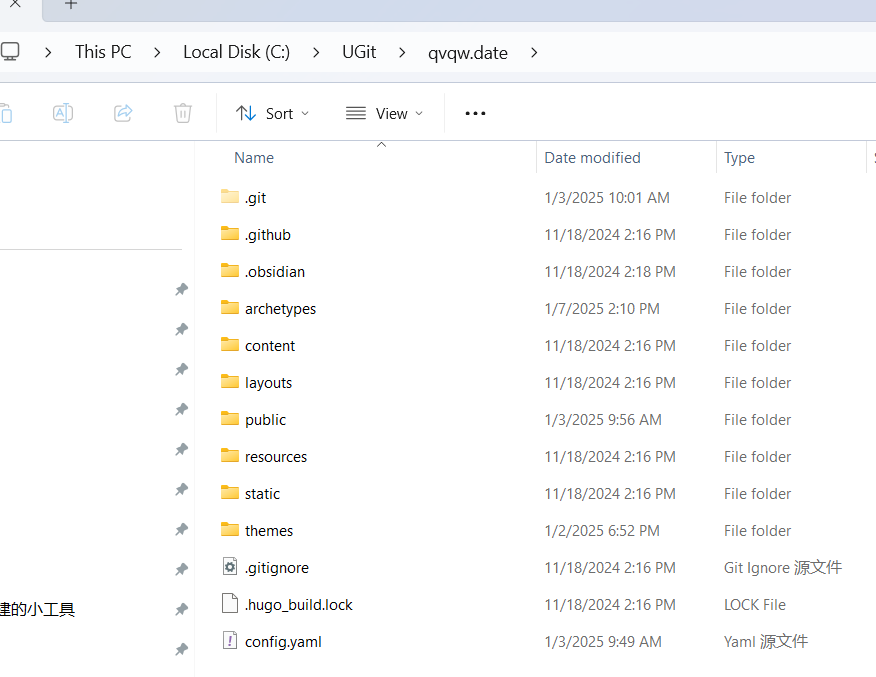 This PC > Local Disk (C:) > UGit > qvqw.date >
Sort View ...
Name Date modified Type
.git 1/3/2025 10:01 AM File folder
.github 11/18/2024 2:16 PM File folder
.obsidian 11/18/2024 2:18 PM File folder
archetypes 1/7/2025 2:10 PM File folder
content 11/18/2024 2:16 PM File folder
layouts 11/18/2024 2:16 PM File folder
public 1/3/2025 9:56 AM File folder
resources 11/18/2024 2:16 PM File folder
static 11/18/2024 2:16 PM File folder
themes 1/2/2025 6:52 PM File folder
.gitignore 11/18/2024 2:16 PM Git Ignore 源文件
.hugo_build.lock 11/18/2024 2:16 PM LOCK File
建的小工具
config.yaml 1/3/2025 9:49 AM Yaml 源文件